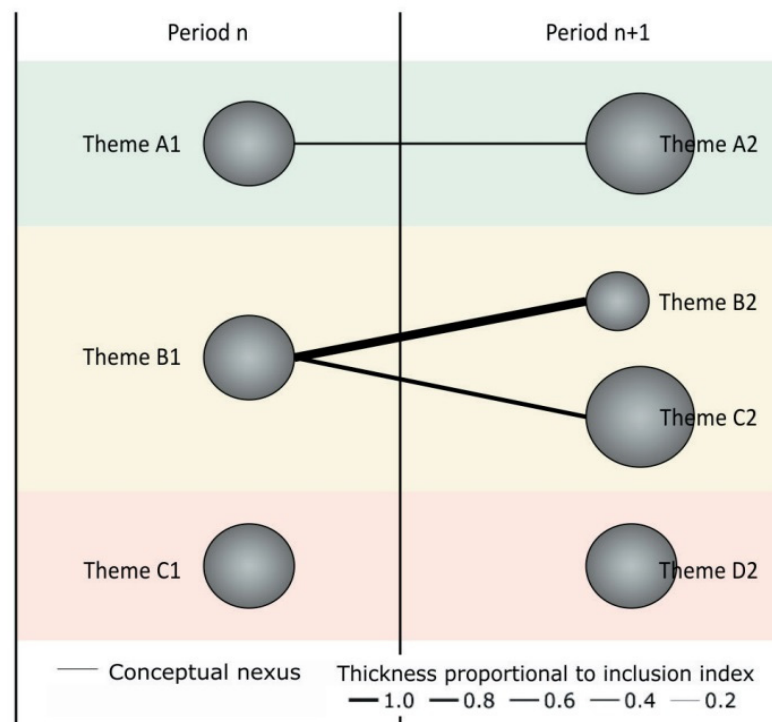 Period n Period n+1
Theme A1 Theme A2
Theme B2
Theme B1
Theme C2
Theme C1 Theme D2
Conceptual nexus Thickness proportional to inclusion index
1.0 0.8 0.6 0.4 0.2